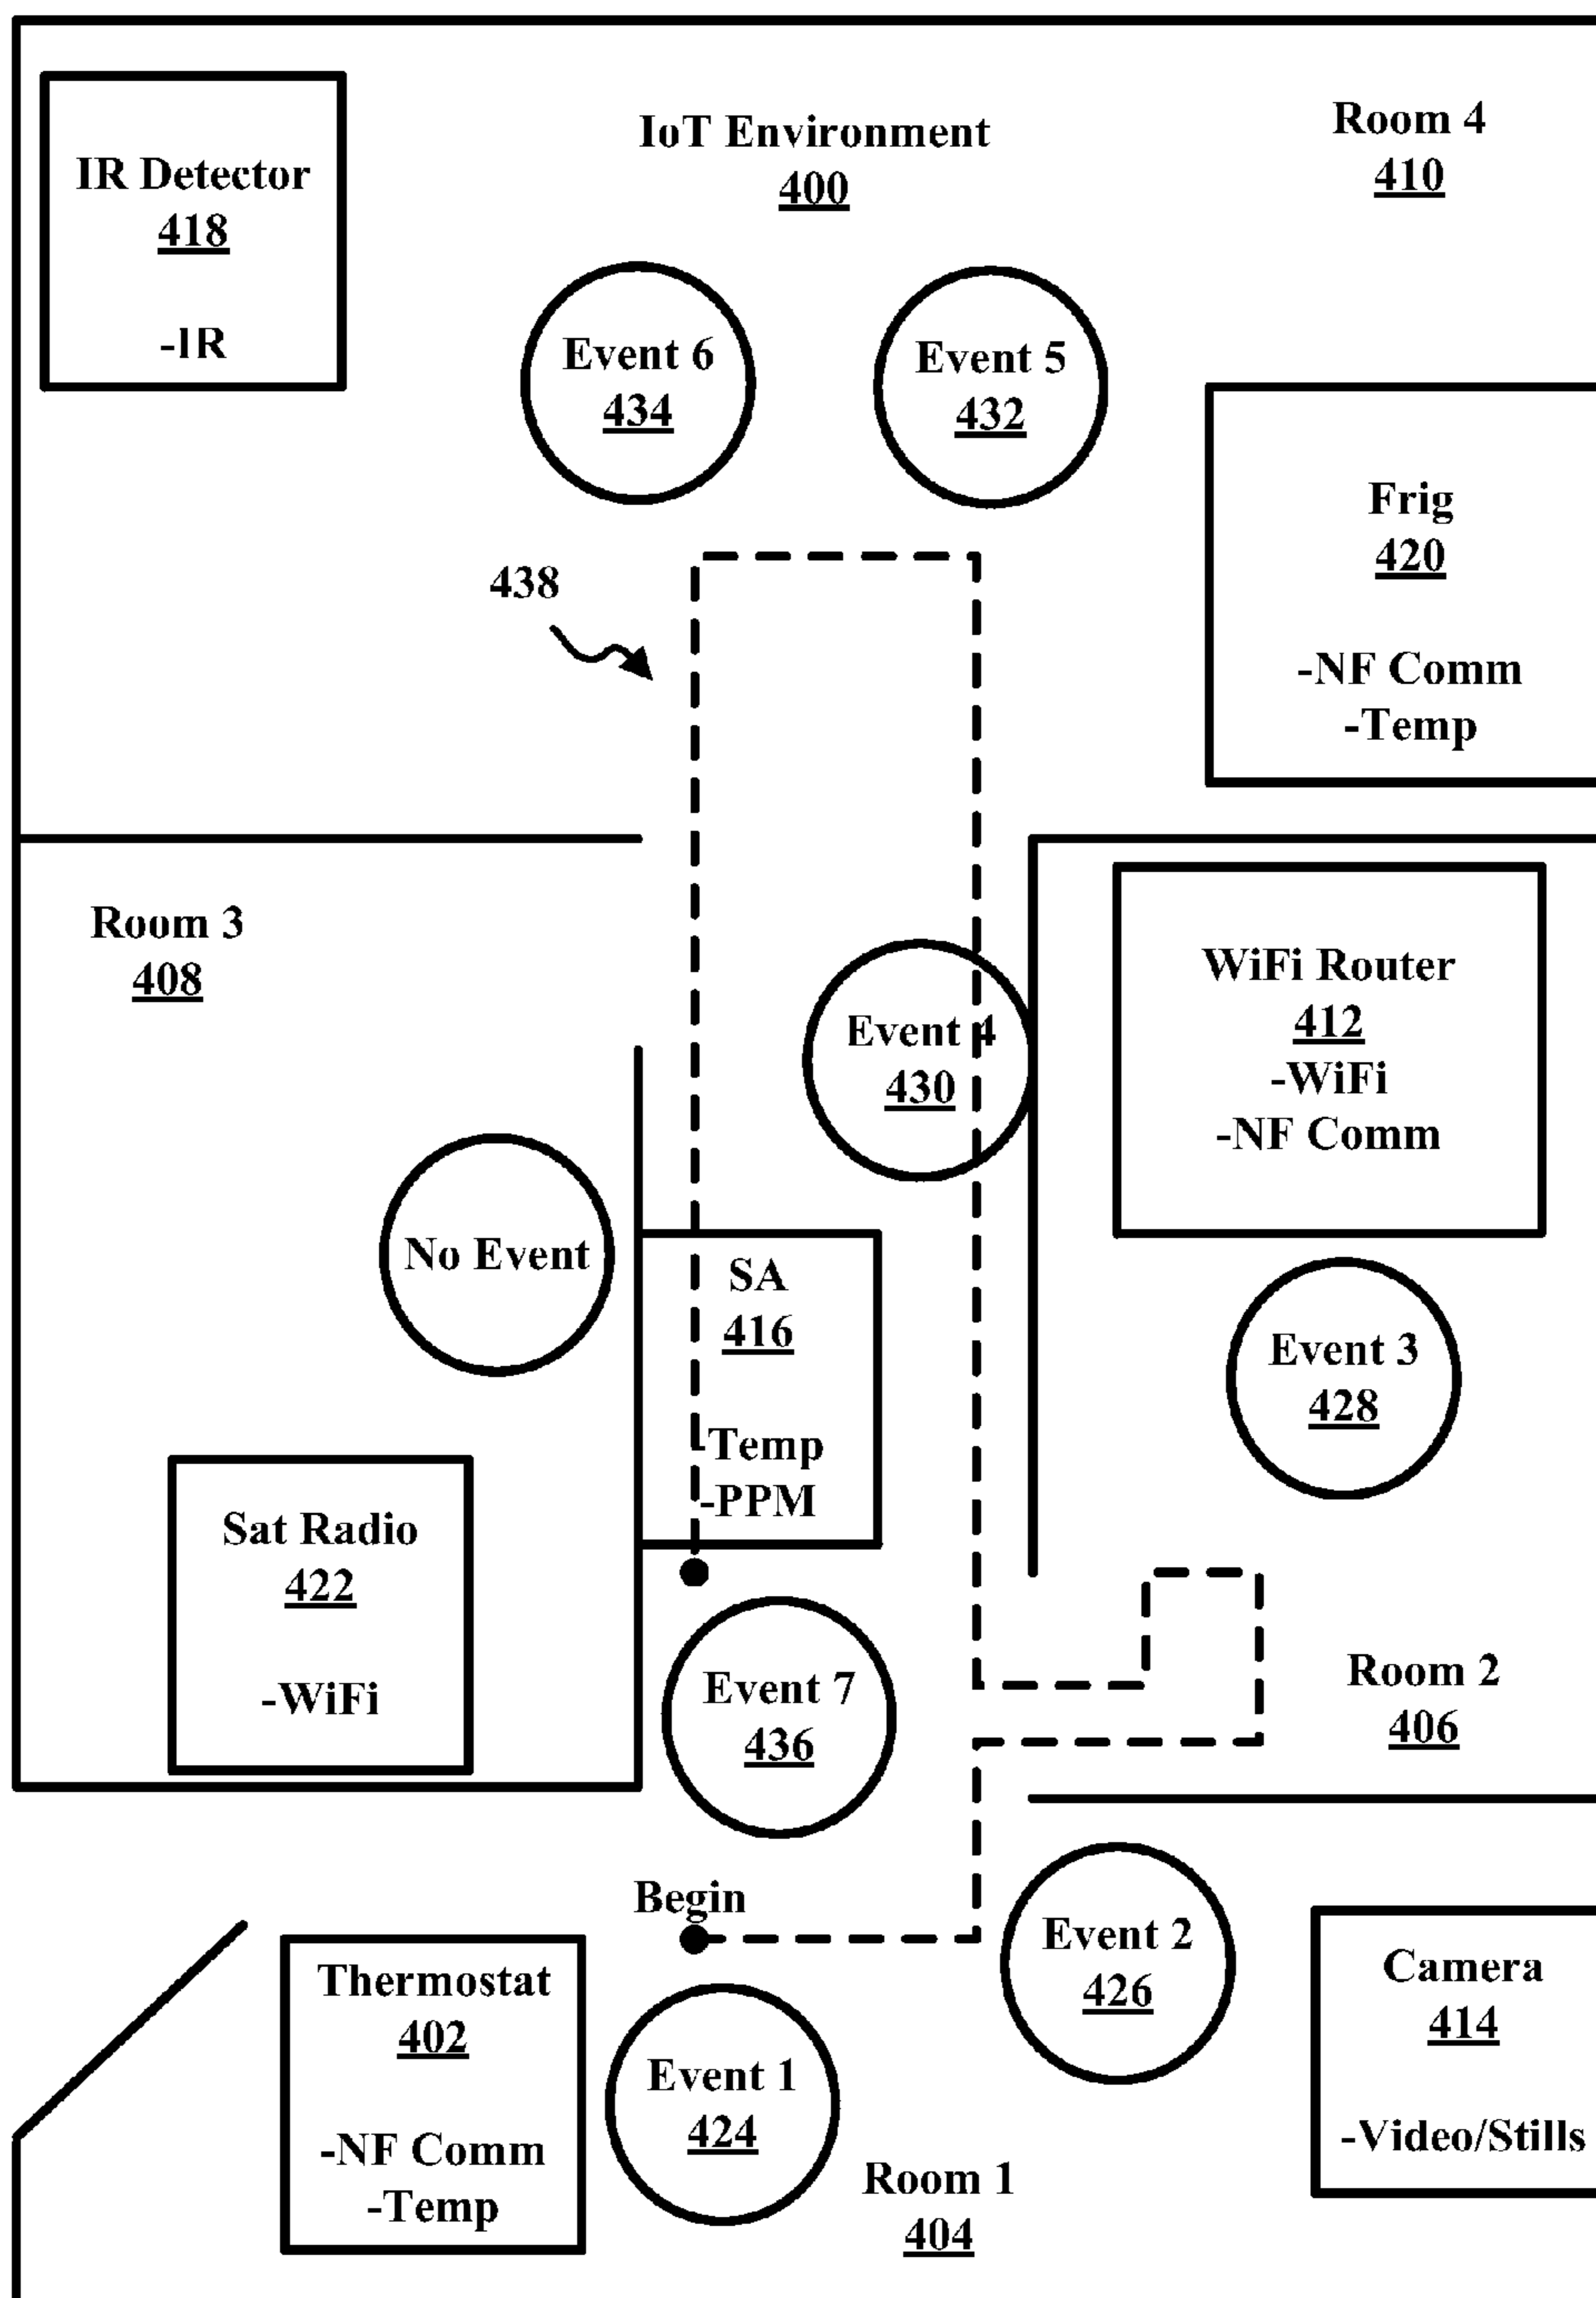 IoT Environment
400
Room 4
410
IR Detector
418
-IR
Event 6
434
Event 5
432
Frig
420
-NF Comm
-Temp
438
Room 3
408
WiFi Router
412
-WiFi
-NF Comm
Event 4
430
No Event
SA
416
-Temp
-PPM
Event 3
428
Sat Radio
422
-WiFi
Event 7
436
Room 2
406
Begin
Event 2
426
Camera
414
-Video/Stills
Thermostat
402
-NF Comm
-Temp
Event 1
424
Room 1
404